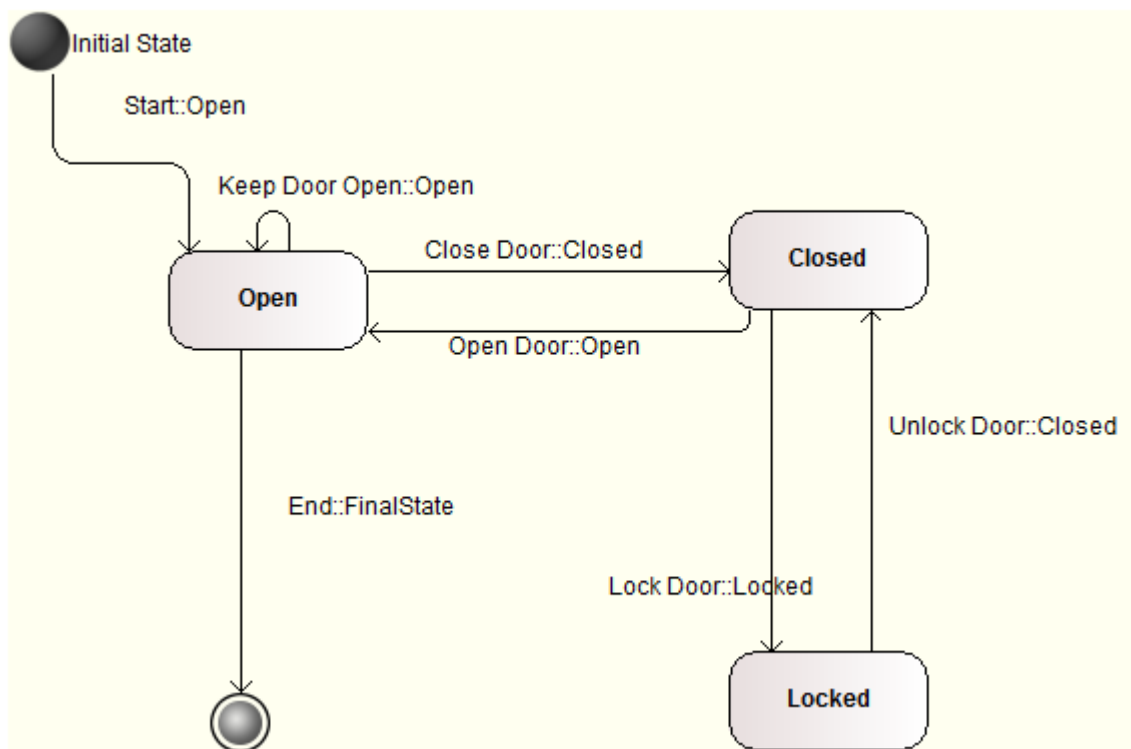 Initial State
Start::Open
Keep Door Open::Open
Close Door::Closed
Closed
Open
Open Door::Open
Unlock Door::Closed
End::FinalState
Lock Door::Locked
Locked